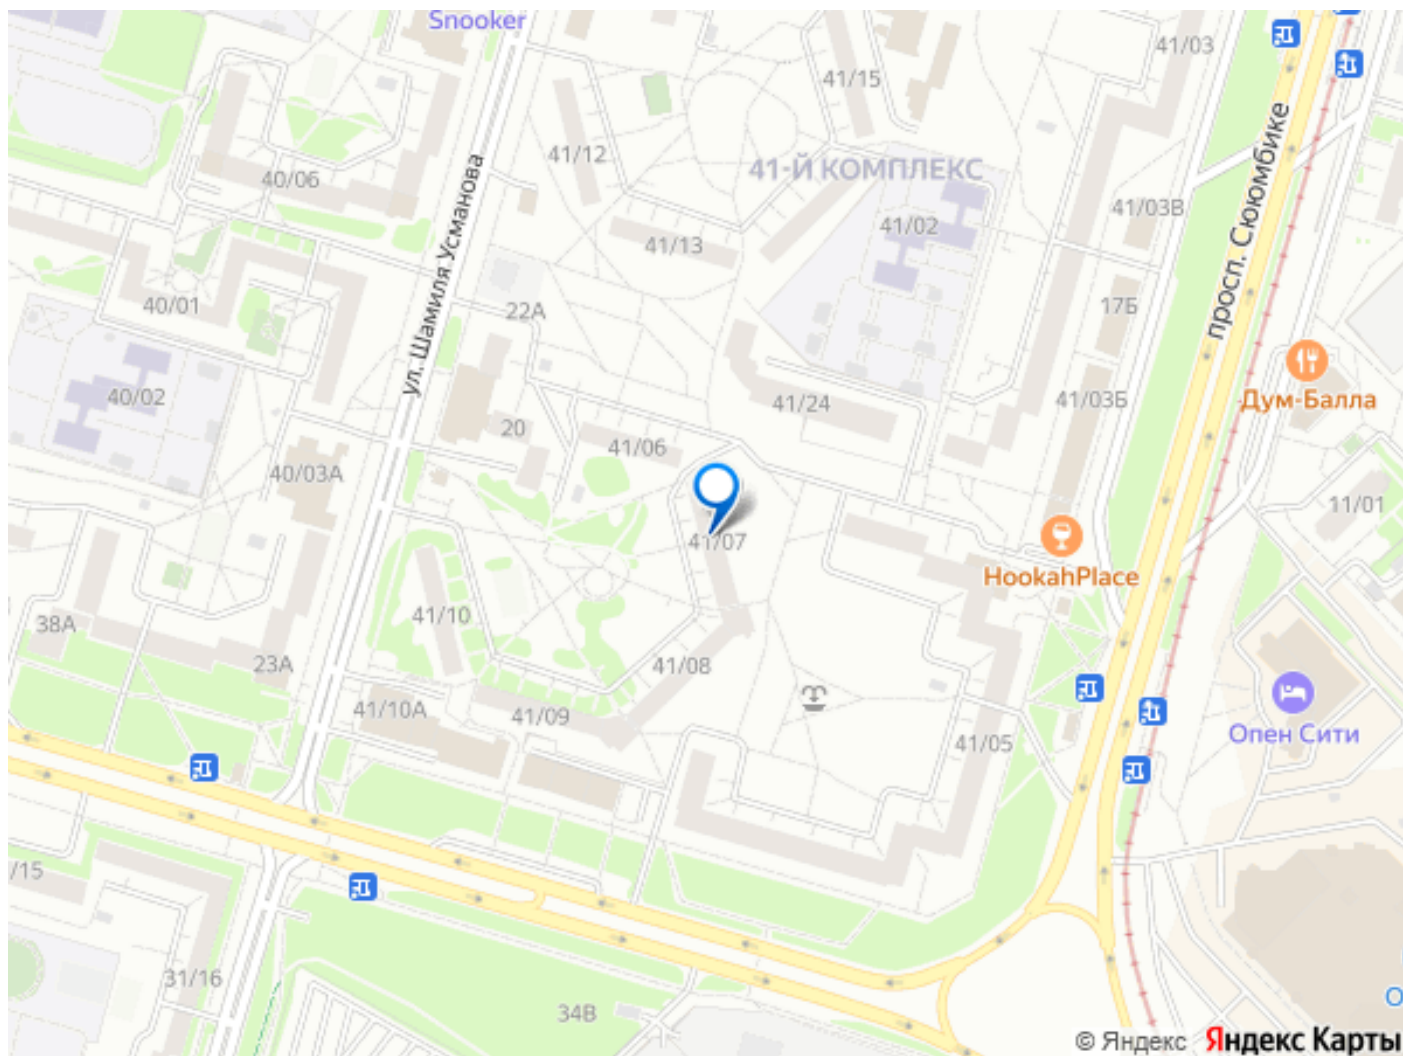 Snooker
41/03
41/15
просп. Сююмбике
41/12
41-Й КОМПЛЕКС
40/06
ул. Шамиля Усманова
41/03В
41/02
41/13
40/01
22А
17Б
40/02
Дум-Балла
41/24
41/03Б
20
41/06
40/03А
11/01
41/07
HookahPlace
41/10
38А
23А
41/08
41/10А
41/09
Опен Сити
41/05
/15
31/16
О
34В
© Яндекс Яндекс Карты